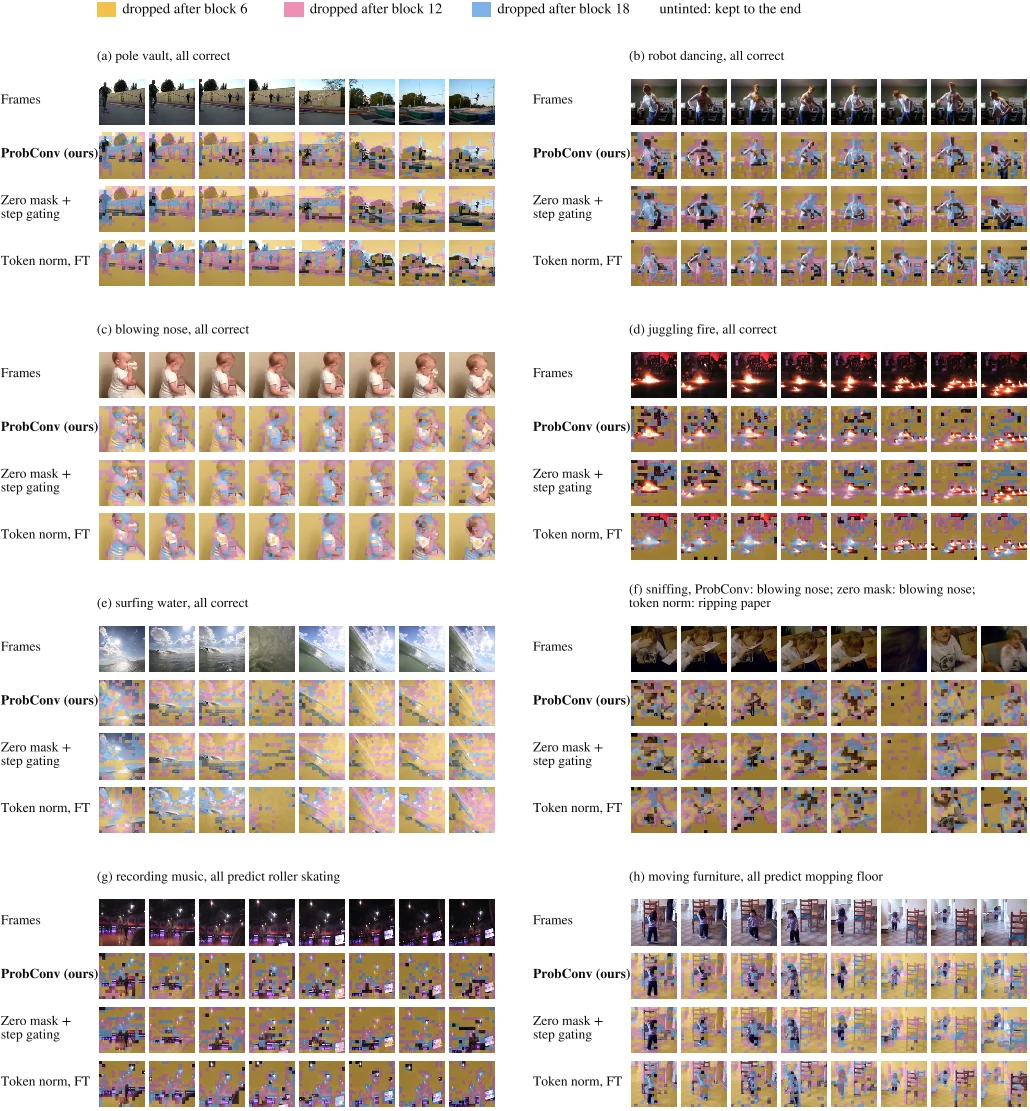 dropped after block 6 dropped after block 12 dropped after block 18 untinted: kept to the end
(a) pole vault, all correct
Frames
ProbConv (ours)
Zero mask +
step gating
Token norm, FT
(b) robot dancing, all correct
Frames
ProbConv (ours)
Zero mask +
step gating
Token norm, FT
(c) blowing nose, all correct
Frames
ProbConv (ours)
Zero mask +
step gating
Token norm, FT
(d) juggling fire, all correct
Frames
ProbConv (ours)
Zero mask +
step gating
Token norm, FT
(e) surfing water, all correct
Frames
ProbConv (ours)
Zero mask +
step gating
Token norm, FT
(f) sniffing, ProbConv: blowing nose; zero mask: blowing nose;
token norm: ripping paper
Frames
ProbConv (ours)
Zero mask +
step gating
Token norm, FT
(g) recording music, all predict roller skating
Frames
ProbConv (ours)
Zero mask +
step gating
Token norm, FT
(h) moving furniture, all predict mopping floor
Frames
ProbConv (ours)
Zero mask +
step gating
Token norm, FT